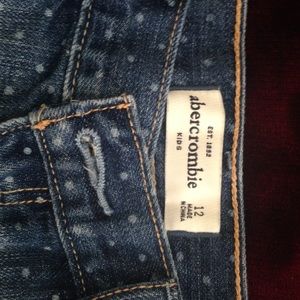 EST. 1892
abercrombie
KIDS
12
MADE
IN CHINA